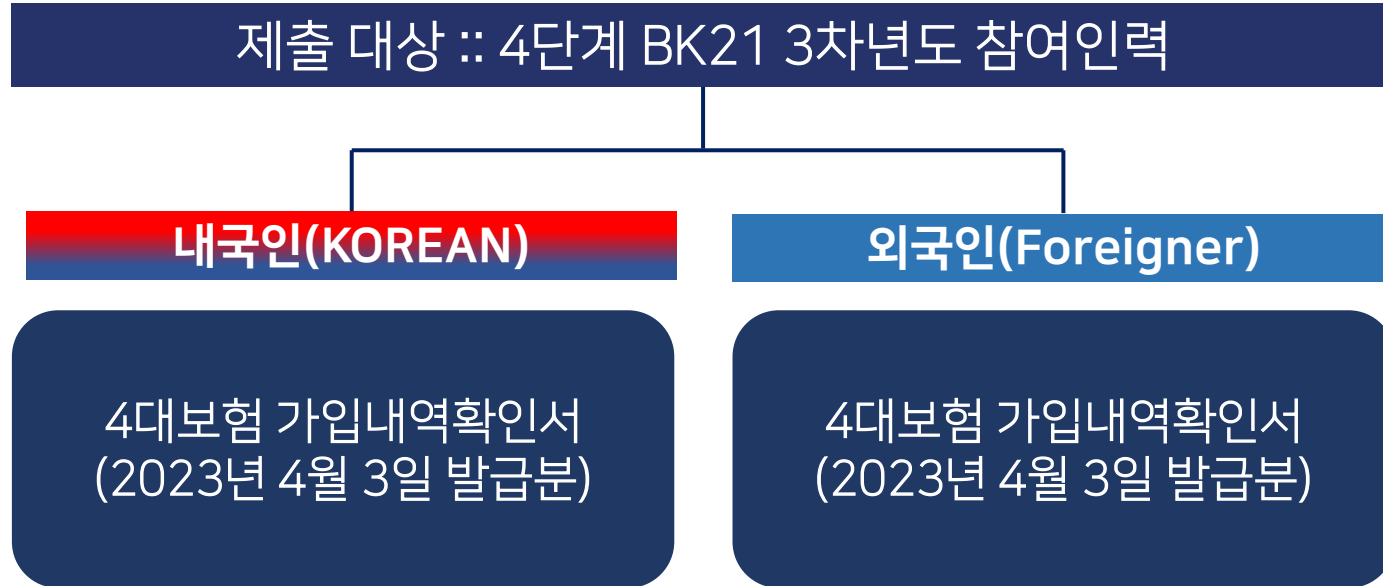 제출 대상 :: 4단계 BK21 3차년도 참여인력
내국인(KOREAN)
4대보험 가입내역확인서
(2023년 4월 3일 발급분)
외국인(Foreigner)
4대보험 가입내역확인서
(2023년 4월 3일 발급분)